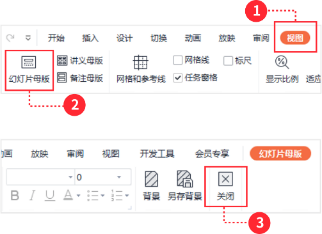 1
开始 插入 设计 切换 动画 放映 审阅 视图
讲义母版 网格线 标尺
幻灯片母版 备注母版 网格和参考线 任务窗格 显示比例 适应
2
动画 放映 审阅 视图 开发工具 会员专享 幻灯片母版
0
B I U A 背景 另存背景 关闭
3